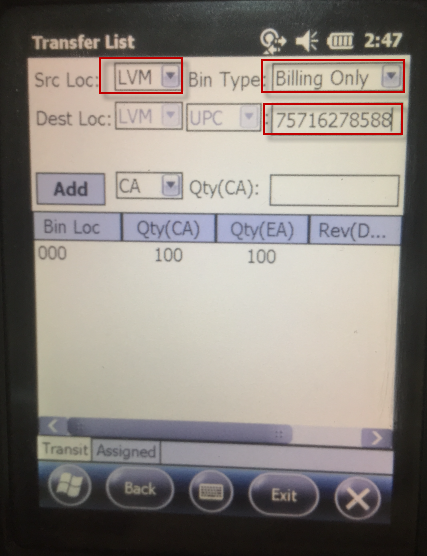 Transfer List 2:47
Src Loc: LVM Bin Type: Billing Only
Dest Loc: LVM UPC : 75716278588
Add CA Qty(CA):
Bin Loc Qty(CA) Qty(EA) Rev(D...
000 100 100
Transit Assigned
Back Exit